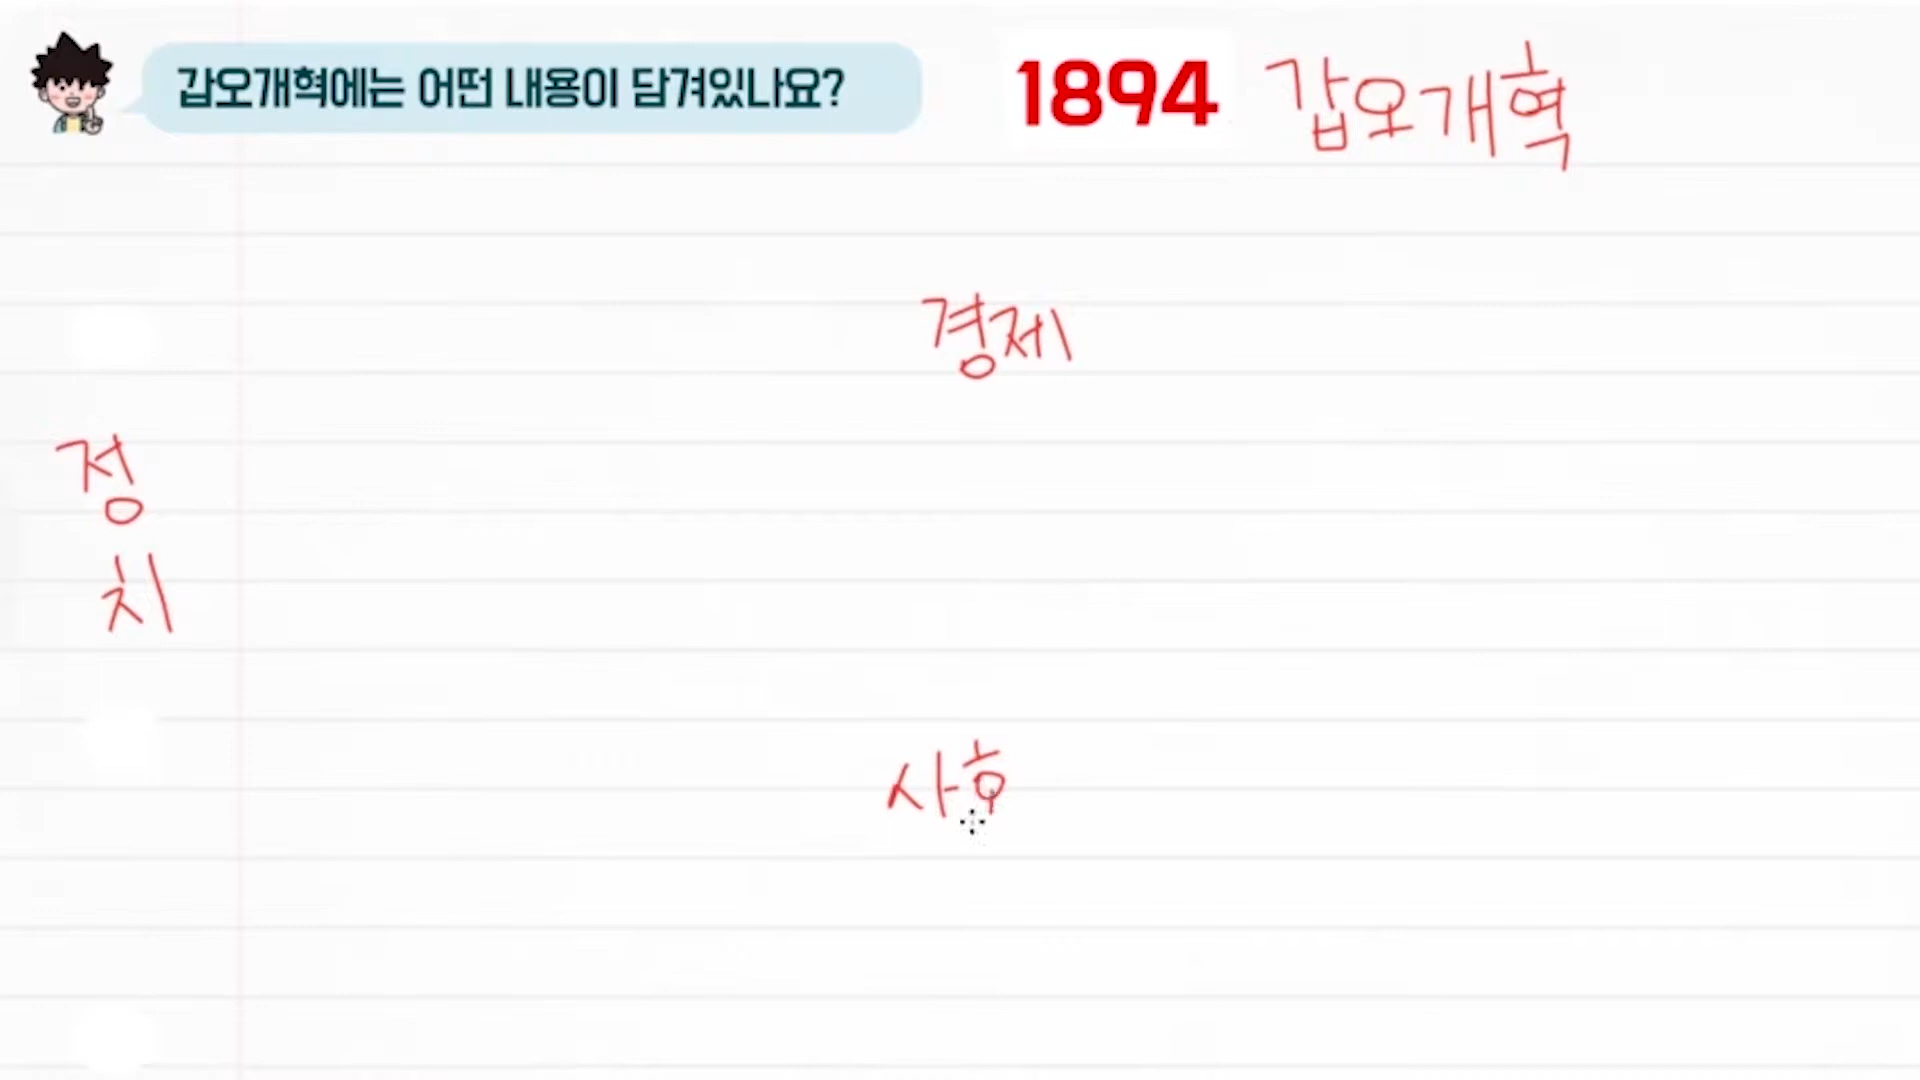 갑오개혁에는 어떤 내용이 담겨있나요?
1894 갑오개혁
경제
정
치
사호